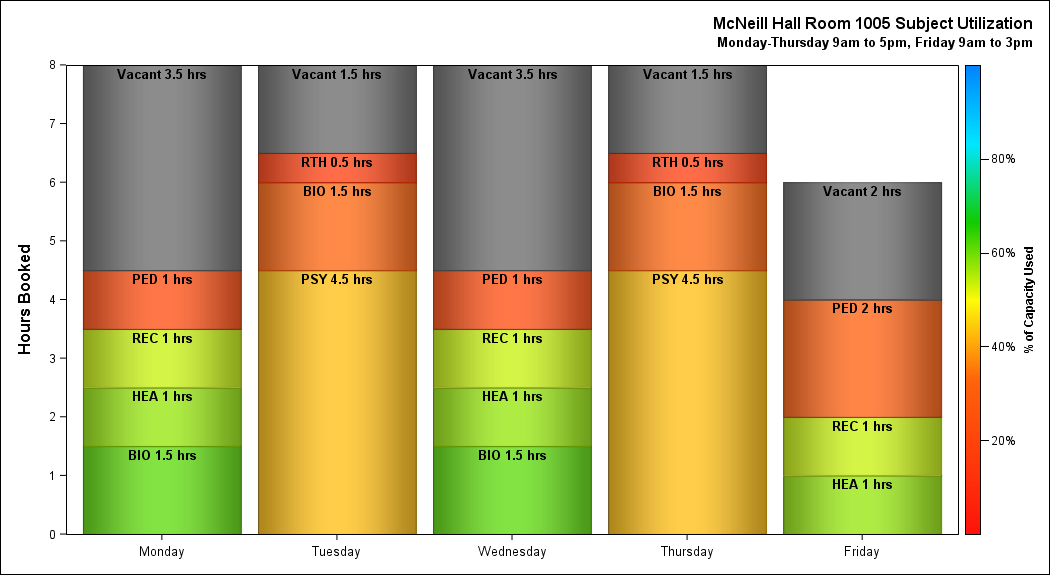 McNeill Hall Room 1005 Subject Utilization
Monday-Thursday 9am to 5pm, Friday 9am to 3pm
Hours Booked
8
7
6
5
4
3
2
1
0
Vacant 3.5 hrs
PED 1 hrs
REC 1 hrs
HEA 1 hrs
BIO 1.5 hrs
Monday
Vacant 1.5 hrs
RTH 0.5 hrs
BIO 1.5 hrs
PSY 4.5 hrs
Tuesday
Vacant 3.5 hrs
PED 1 hrs
REC 1 hrs
HEA 1 hrs
BIO 1.5 hrs
Wednesday
Vacant 1.5 hrs
RTH 0.5 hrs
BIO 1.5 hrs
PSY 4.5 hrs
Thursday
Vacant 2 hrs
PED 2 hrs
REC 1 hrs
HEA 1 hrs
Friday
80%
60%
40%
20%
% of Capacity Used